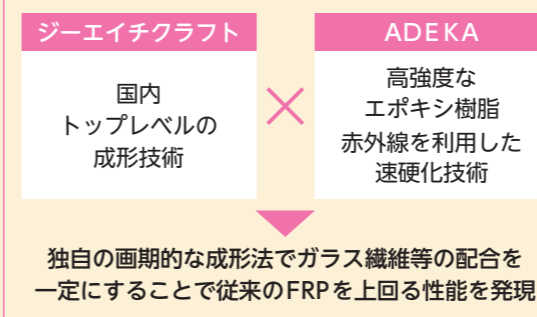 ジーエイチクラフト
国内
トップレベルの
成形技術
×
ADEKA
高強度な
エポキシ樹脂
赤外線を利用した
速硬化技術
独自の画期的な成形法でガラス繊維等の配合を
一定にすることで従来のFRPを上回る性能を発現